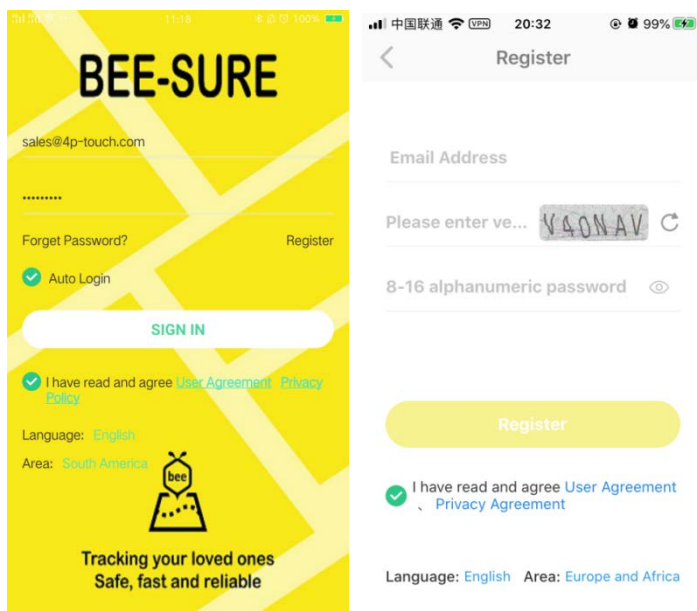 11:18
100%
BEE-SURE
sales@4p-touch.com
•••••••••
Forget Password?
Register
Auto Login
SIGN IN
I have read and agree User Agreement Privacy
Policy
Language: English
Area: South America
bee
Tracking your loved ones
Safe, fast and reliable
中国联通 VPN 20:32 99%
Register
Email Address
Please enter ve... V4ONAV
8-16 alphanumeric password
Register
I have read and agree User Agreement
、 Privacy Agreement
Language: English Area: Europe and Africa